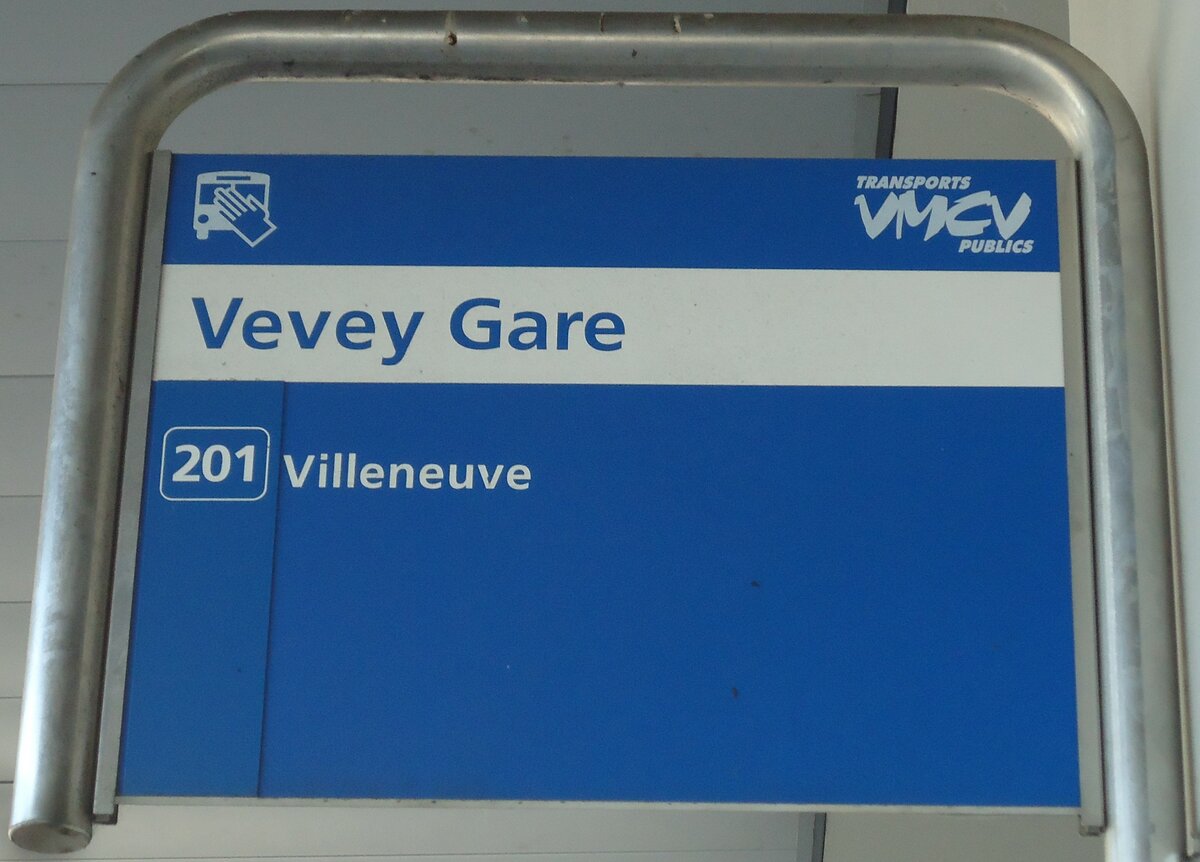 TRANSPORTS
VMCV
PUBLICS
Vevey Gare
201 Villeneuve